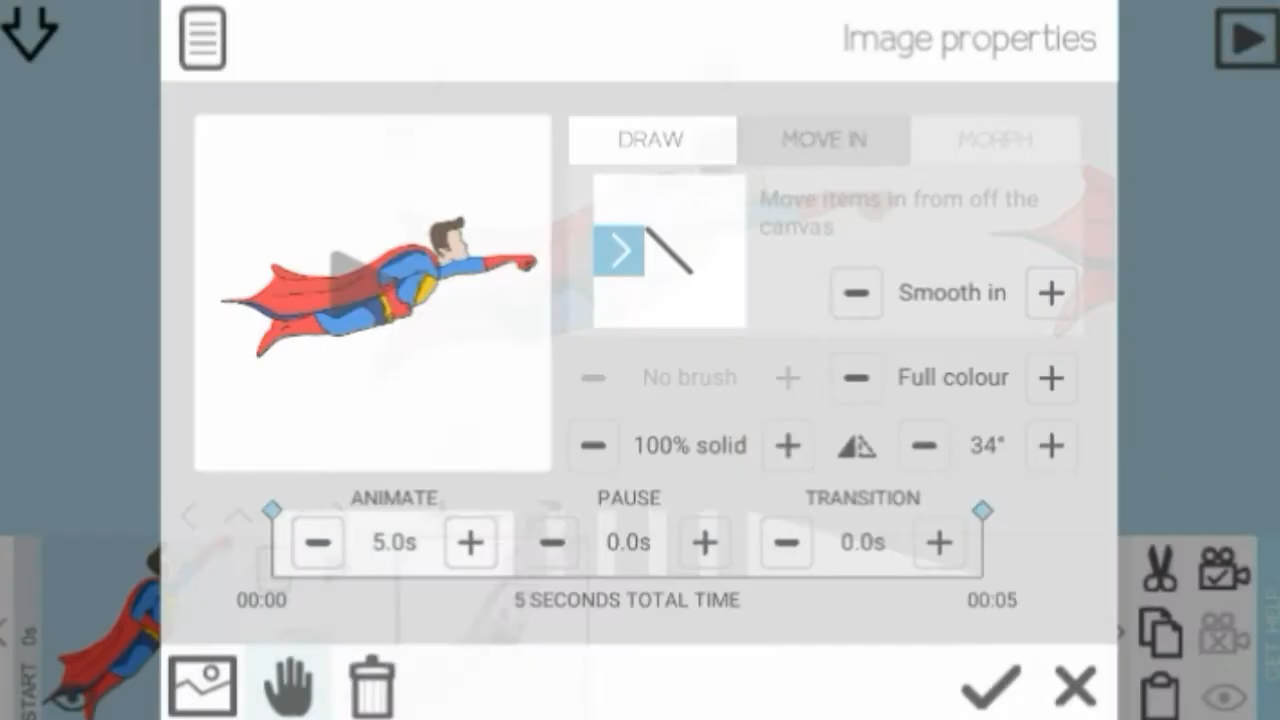 Image properties
DRAW
MOVE IN
MORPH
Move items in from off the
canvas
Smooth in
No brush
Full colour
100% solid
34°
ANIMATE
PAUSE
TRANSITION
5.0s
0.0s
0.0s
00:00
5 SECONDS TOTAL TIME
00:05
START 0s
GET HELP